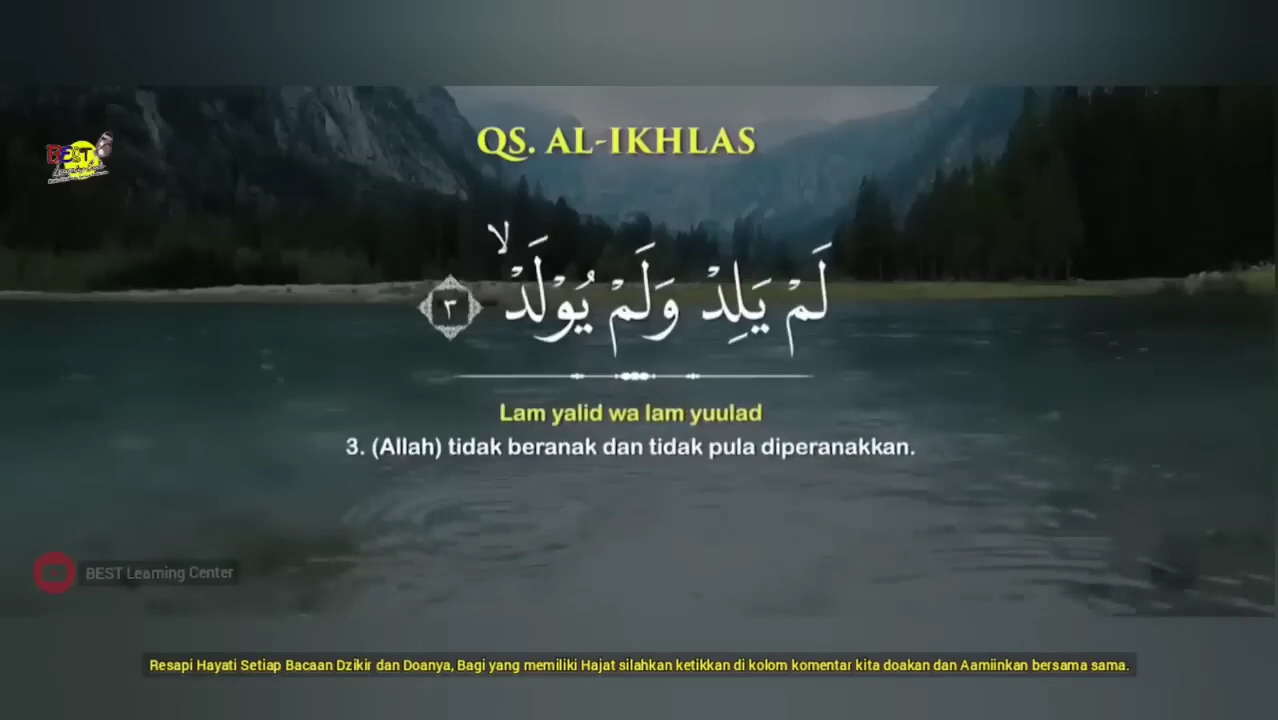 BEST
QS. AL-IKHLAS
لَمْ يَلِدْ وَلَمْ يُوْلَدْۙ ٣
Lam yalid wa lam yuulad
3. (Allah) tidak beranak dan tidak pula diperanakkan.
BEST Learning Center
Resapi Hayati Setiap Bacaan Dzikir dan Doanya, Bagi yang memiliki Hajat silahkan ketikkan di kolom komentar kita doakan dan Aamiinkan bersama sama.